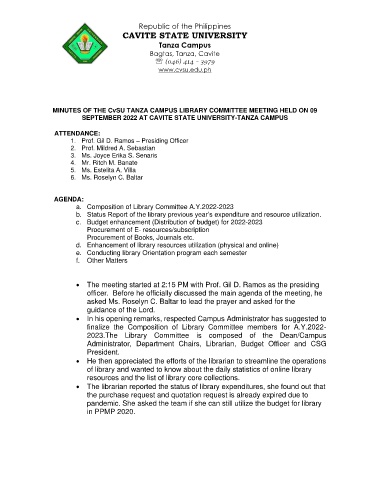 Republic of the Philippines
CAVITE STATE UNIVERSITY
Tanza Campus
Bagtas, Tanza, Cavite
☏ (046) 414 – 3979
www.cvsu.edu.ph
MINUTES OF THE CvSU TANZA CAMPUS LIBRARY COMMITTEE MEETING HELD ON 09
SEPTEMBER 2022 AT CAVITE STATE UNIVERSITY-TANZA CAMPUS
ATTENDANCE:
1. Prof. Gil D. Ramos – Presiding Officer
2. Prof. Mildred A. Sebastian
3. Ms. Joyce Erika S. Senaris
4. Mr. Ritch M. Banate
5. Ms. Estelita A. Villa
6. Ms. Roselyn C. Baltar
AGENDA:
a. Composition of Library Committee A.Y.2022-2023
b. Status Report of the library previous year's expenditure and resource utilization.
c. Budget enhancement (Distribution of budget) for 2022-2023
Procurement of E- resources/subscription
Procurement of Books, Journals etc.
d. Enhancement of library resources utilization (physical and online)
e. Conducting library Orientation program each semester
f. Other Matters
• The meeting started at 2:15 PM with Prof. Gil D. Ramos as the presiding
officer. Before he officially discussed the main agenda of the meeting, he
asked Ms. Roselyn C. Baltar to lead the prayer and asked for the
guidance of the Lord.
• In his opening remarks, respected Campus Administrator has suggested to
finalize the Composition of Library Committee members for A.Y.2022-
2023.The Library Committee is composed of the Dean/Campus
Administrator, Department Chairs, Librarian, Budget Officer and CSG
President.
• He then appreciated the efforts of the librarian to streamline the operations
of library and wanted to know about the daily statistics of online library
resources and the list of library core collections.
• The librarian reported the status of library expenditures, she found out that
the purchase request and quotation request is already expired due to
pandemic. She asked the team if she can still utilize the budget for library
in PPMP 2020.